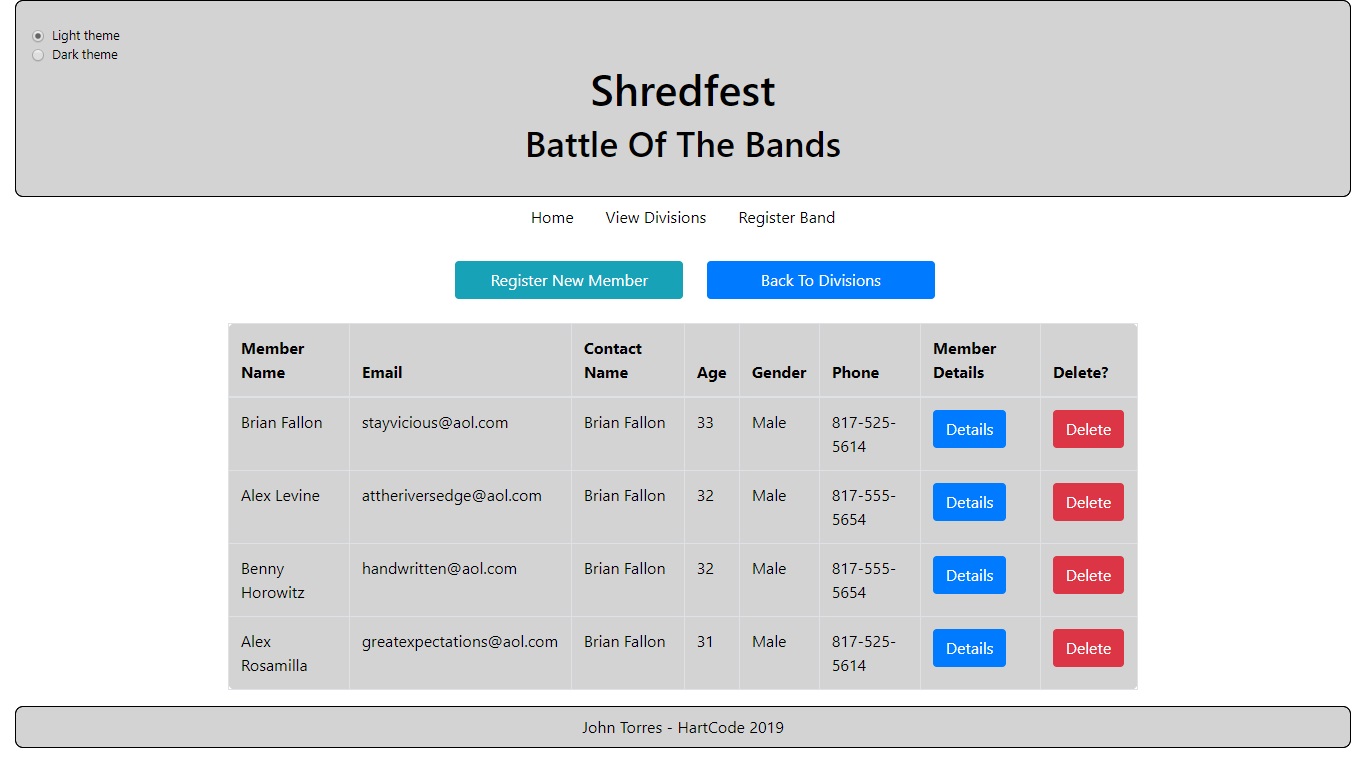 Light theme
Dark theme
Shredfest
Battle Of The Bands
Home View Divisions Register Band
Register New Member Back To Divisions
Member Name Email Contact Name Age Gender Phone Member Details Delete?
Brian Fallon stayvicious@aol.com Brian Fallon 33 Male 817-525-5614 Details Delete
Alex Levine attheriversedge@aol.com Brian Fallon 32 Male 817-555-5654 Details Delete
Benny Horowitz handwritten@aol.com Brian Fallon 32 Male 817-555-5654 Details Delete
Alex Rosamilla greatexpectations@aol.com Brian Fallon 31 Male 817-525-5614 Details Delete
John Torres - HartCode 2019